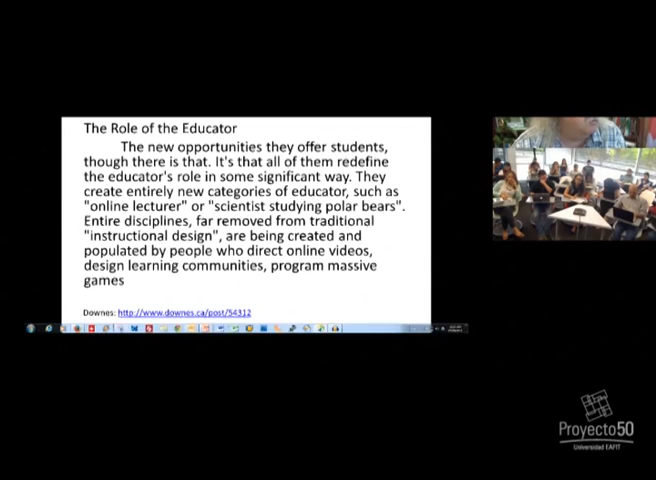 The Role of the Educator
The new opportunities they offer students,
though there is that. It's that all of them redefine
the educator's role in some significant way. They
create entirely new categories of educator, such as
"online lecturer" or "scientist studying polar bears".
Entire disciplines, far removed from traditional
"instructional design", are being created and
populated by people who direct online videos,
design learning communities, program massive
games
Downes: http://www.downes.ca/post/54312
Proyecto50
Universidad EAFIT